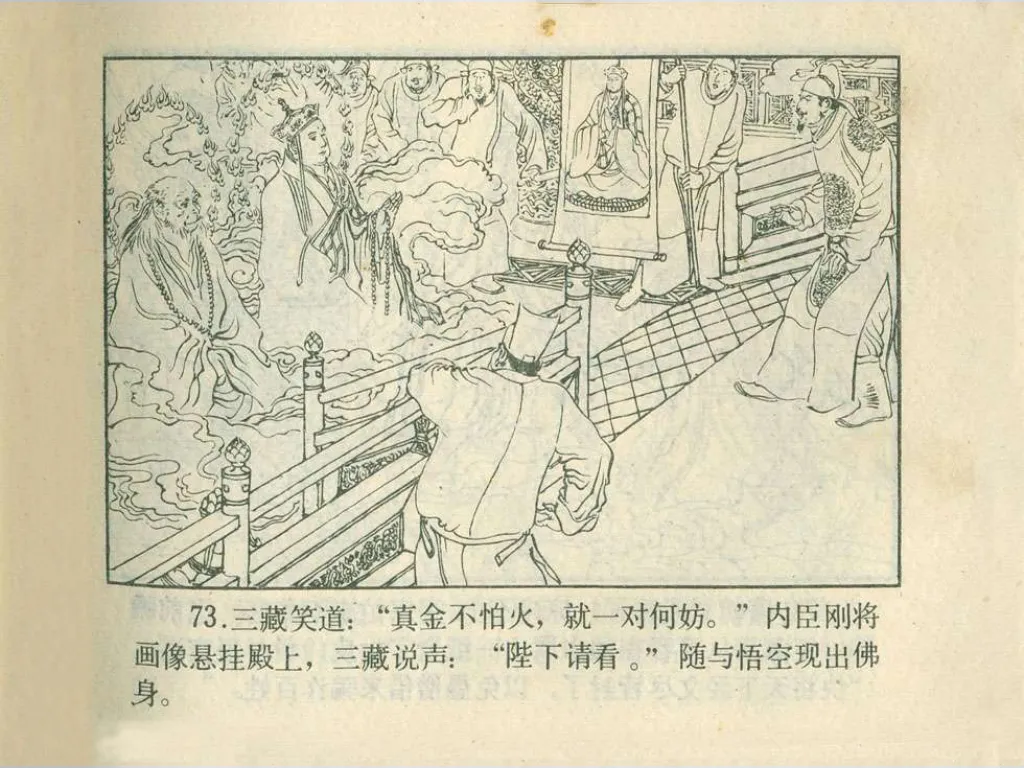 73.三藏笑道：“真金不怕火，就一对何妨。”内臣刚将
画像悬挂殿上，三藏说声：“陛下请看。”随与悟空现出佛
身。